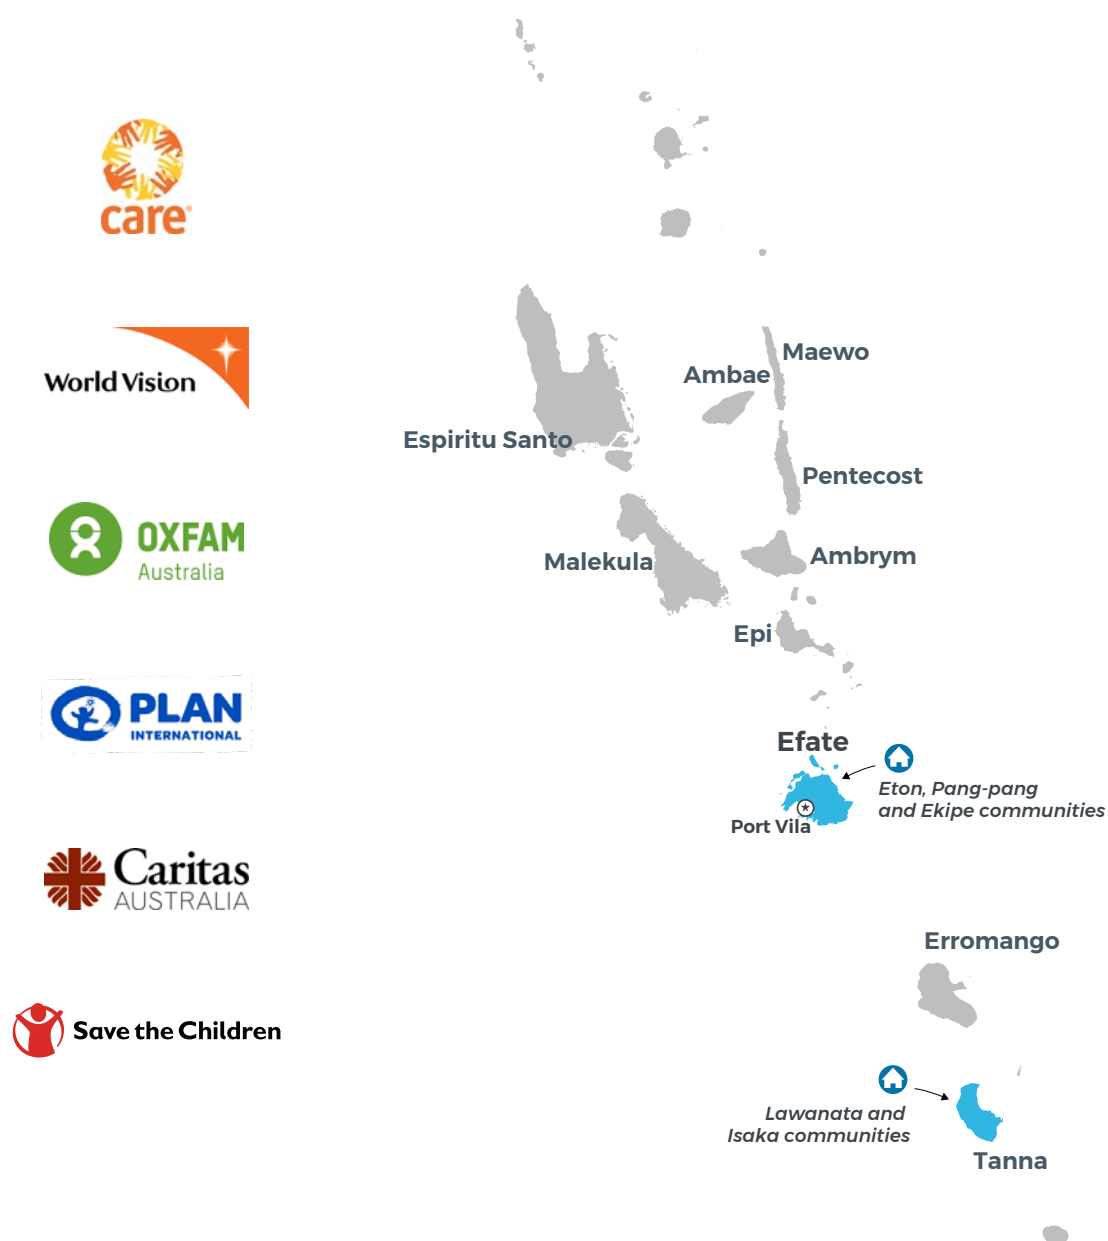 care®
World Vision
OXFAM
Australia
PLAN
INTERNATIONAL
Caritas
AUSTRALIA
Save the Children
Maewo
Ambae
Espiritu Santo
Pentecost
Malekula
Ambrym
Epi
Efate
Eton, Pang-pang
and Ekipe communities
Port Vila
Erromango
Lawanata and
Isaka communities
Tanna